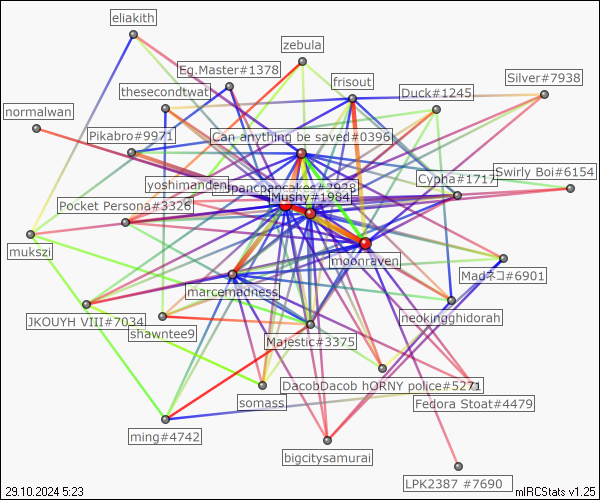 eliakith
zebula
Eg.Master#1378
frisout
Silver#7938
thesecondtwat
Duck#1245
normalwan
Pikabro#9971
Can anything be saved#0396
Cypha#1717
Swirly Boi#6154
yoshimanden
Mushy#1984
Pocket Persona#3326
mukszi
moonraven
Madネコ#6901
marcemadness
JKOUYH VIII#7034
neokingghidorah
shawntee9
Majestic#3375
DacobDacob hORNY police#5271
somass
Fedora Stoat#4479
ming#4742
bigcitysamurai
LPK2387 #7690
29.10.2024 5:23
mIRCStats v1.25